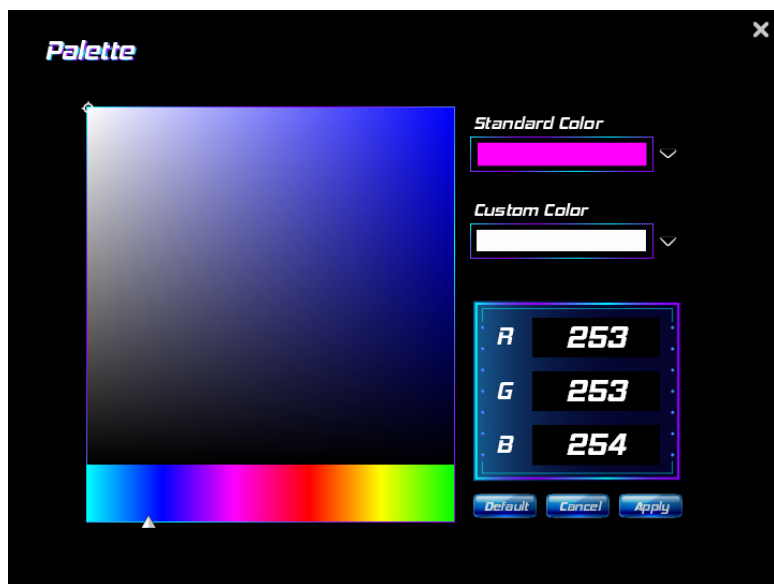 Palette
Standard Color
Custom Color
R 253
G 253
B 254
Default Cancel Apply